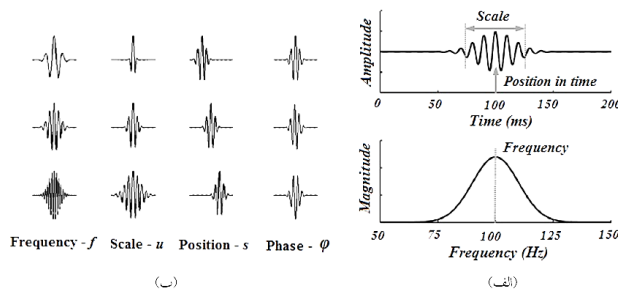 Frequency - f Scale - u Position - s Phase - φ
(ب)
Amplitude
Scale
Position in time
0 50 100 150 200
Time (ms)
Magnitude
Frequency
50 75 100 125 150
Frequency (Hz)
(الف)